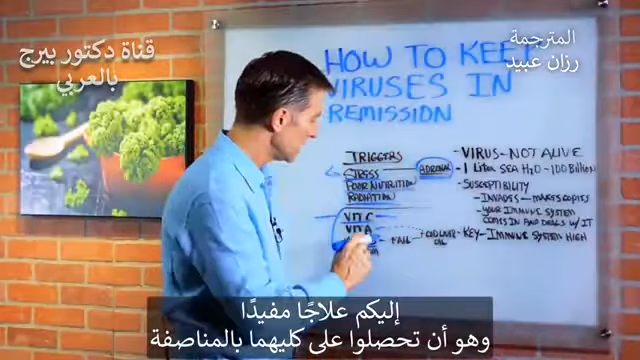 قناة دكتور بيرج
بالعربي
المترجمة
رزان عبيد
HOW TO KEEP
VIRUSES IN
REMISSION
TRIGGERS
STRESS
ADRENAL
POOR NUTRITION
RADIATION
VIT C
VIT A
KALE
COD LIVER
OIL
-VIRUS-NOT ALIVE
-1 Liter SEA H2O-100 Billion
-SUSCEPTIBILITY
-INVADES-MAKES COPIES
-YOUR IMMUNE SYSTEM
COMES IN AND DEALS W/ IT
-KEY-IMMUNE SYSTEM HIGH
إليكم علاجًا مفيدًا
وهو أن تحصلوا على كليهما بالمناصفة